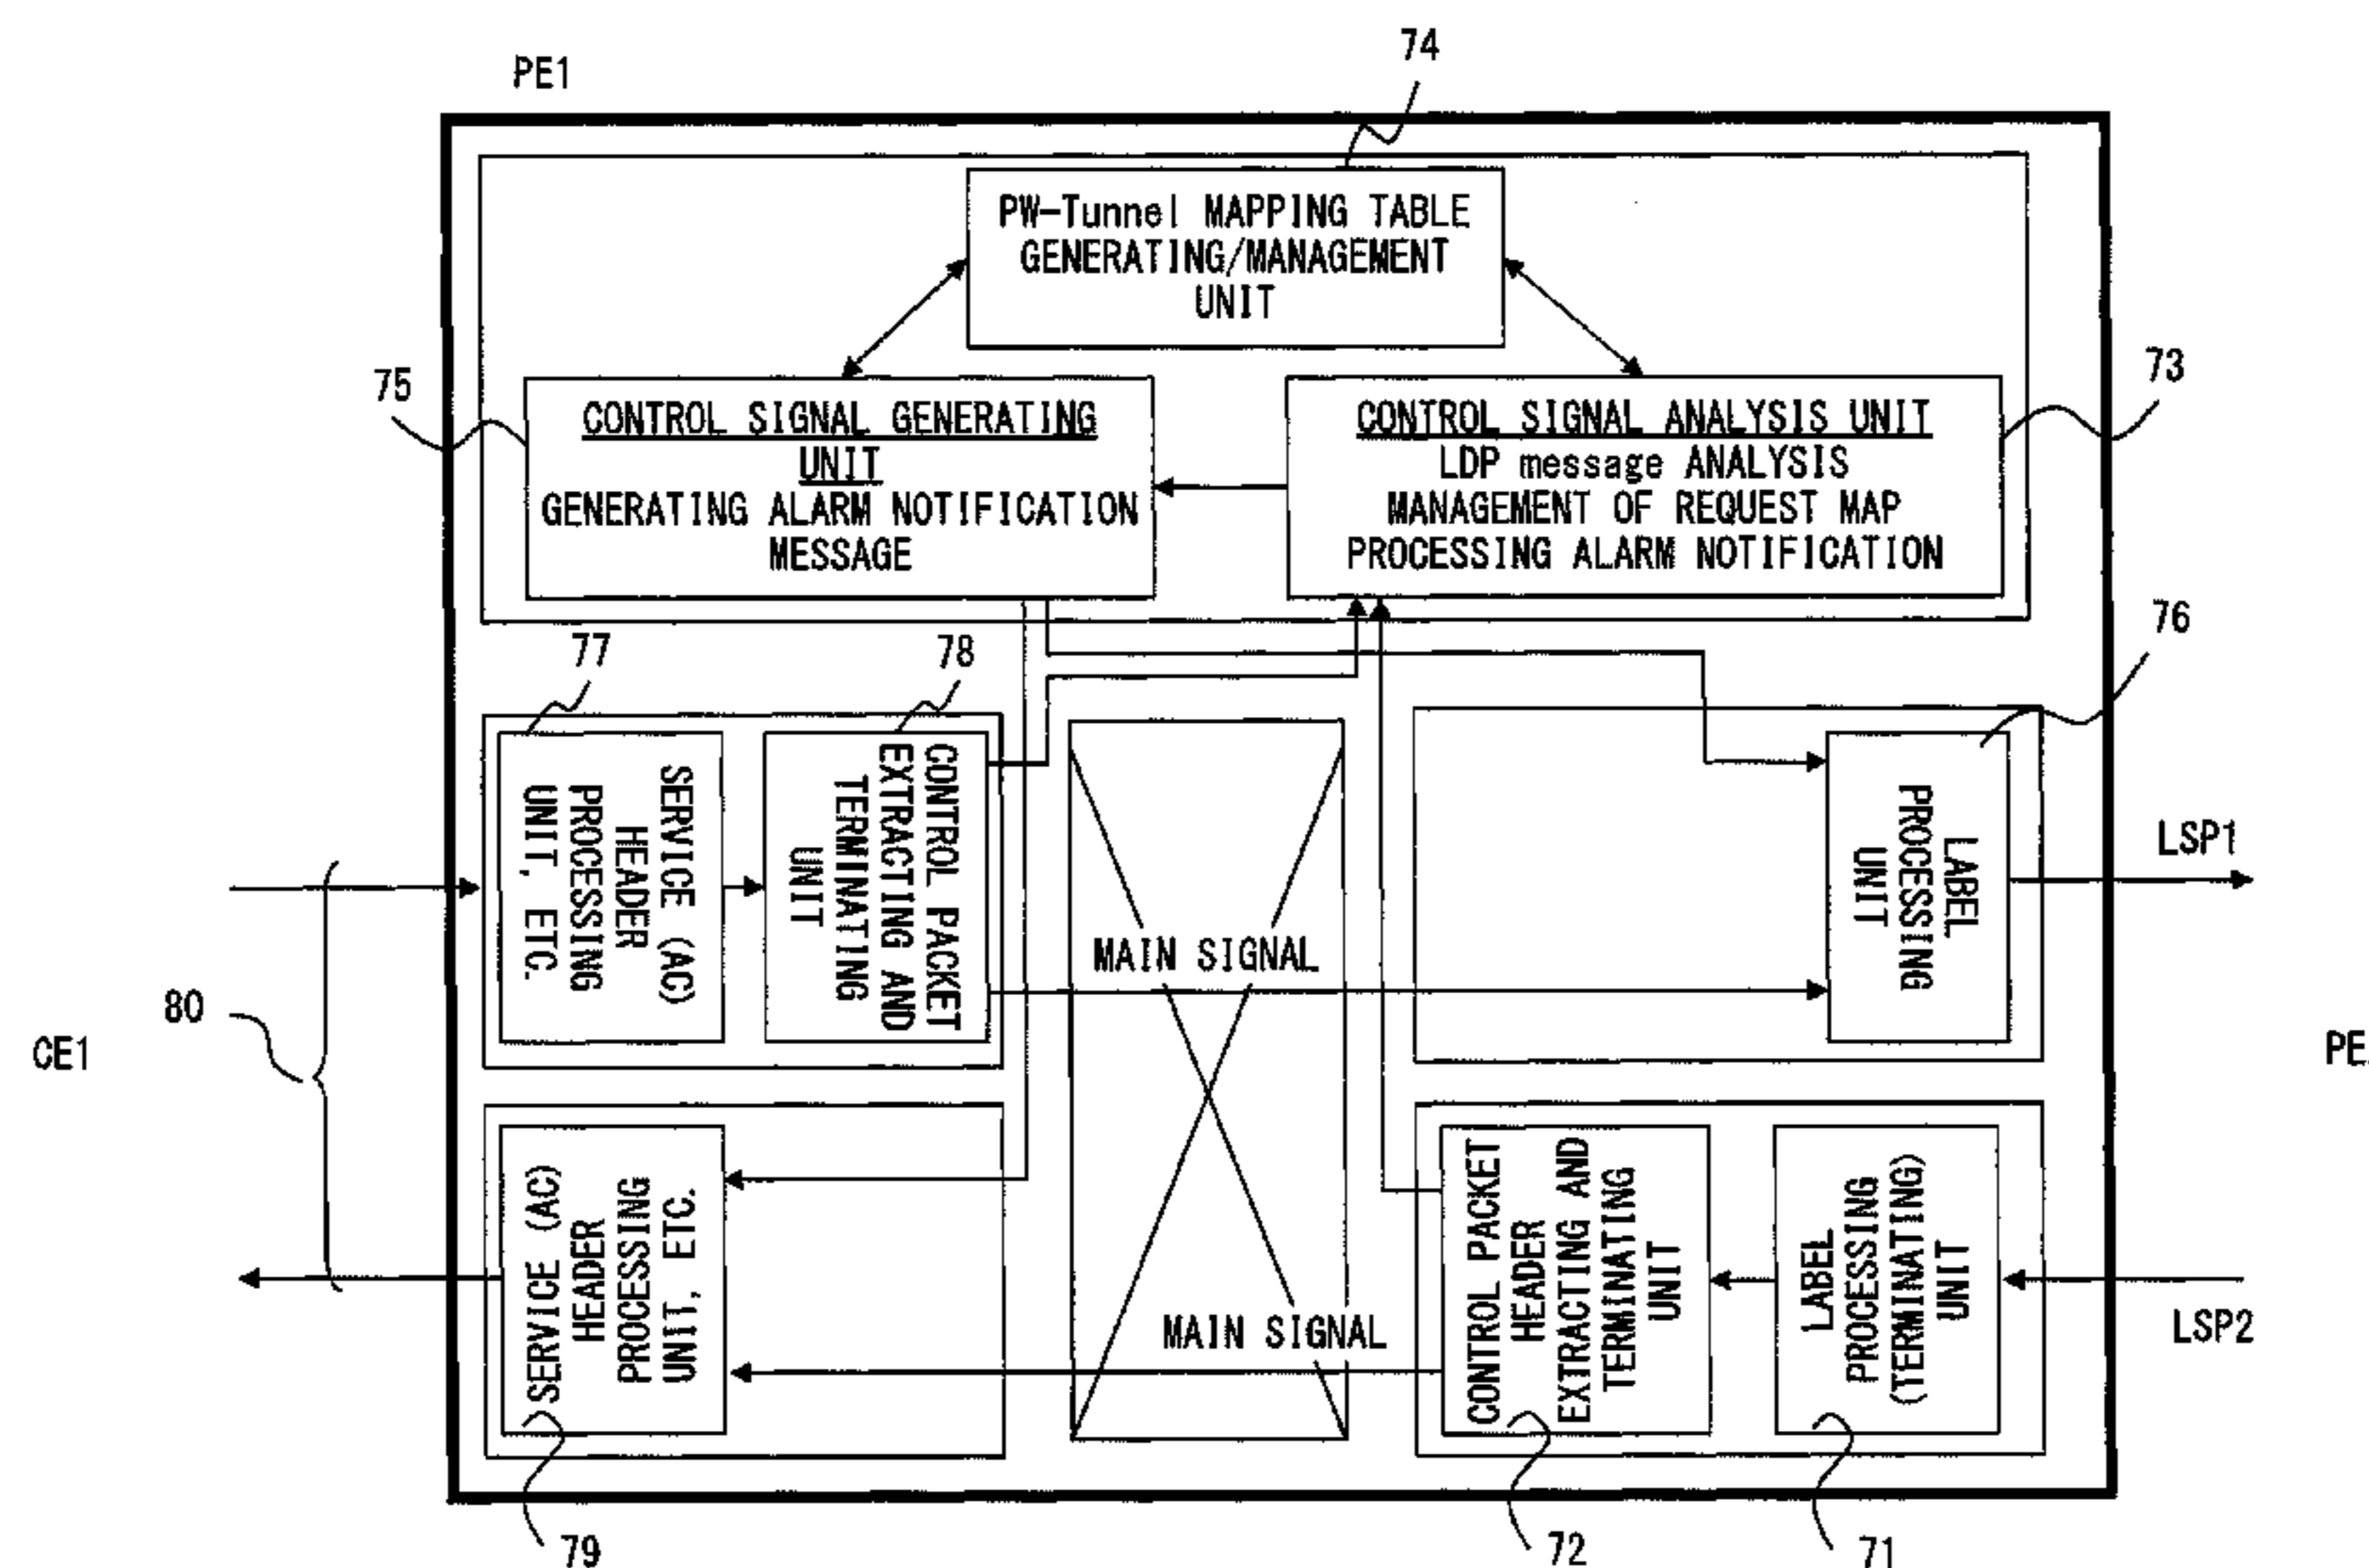 PE1
74
PW-Tunnel MAPPING TABLE
GENERATING/MANAGEMENT
UNIT
75
CONTROL SIGNAL GENERATING
UNIT
GENERATING ALARM NOTIFICATION
MESSAGE
73
CONTROL SIGNAL ANALYSIS UNIT
LDP message ANALYSIS
MANAGEMENT OF REQUEST MAP
PROCESSING ALARM NOTIFICATION
77
78
76
SERVICE (AC)
HEADER
PROCESSING
UNIT, ETC.
CONTROL PACKET
EXTRACTING AND
TERMINATING
UNIT
MAIN SIGNAL
LABEL
PROCESSING
UNIT
LSP1
80
CE1
PE
SERVICE (AC)
HEADER
PROCESSING
UNIT, ETC.
MAIN SIGNAL
CONTROL PACKET
HEADER
EXTRACTING AND
TERMINATING
UNIT
LABEL
PROCESSING
(TERMINATING)
UNIT
LSP2
79
72
71